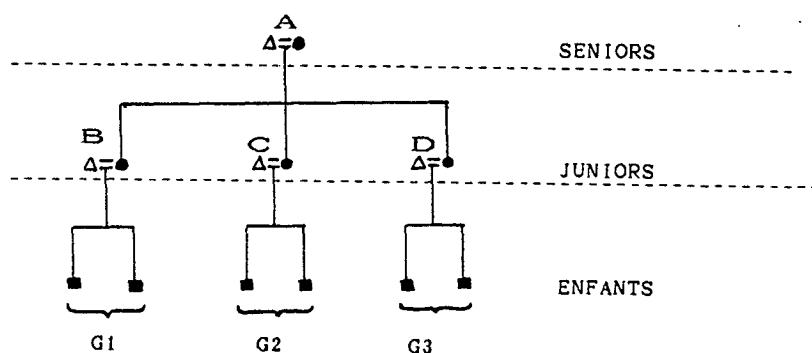 A
SENIORS
B C D
JUNIORS
ENFANTS
G1 G2 G3